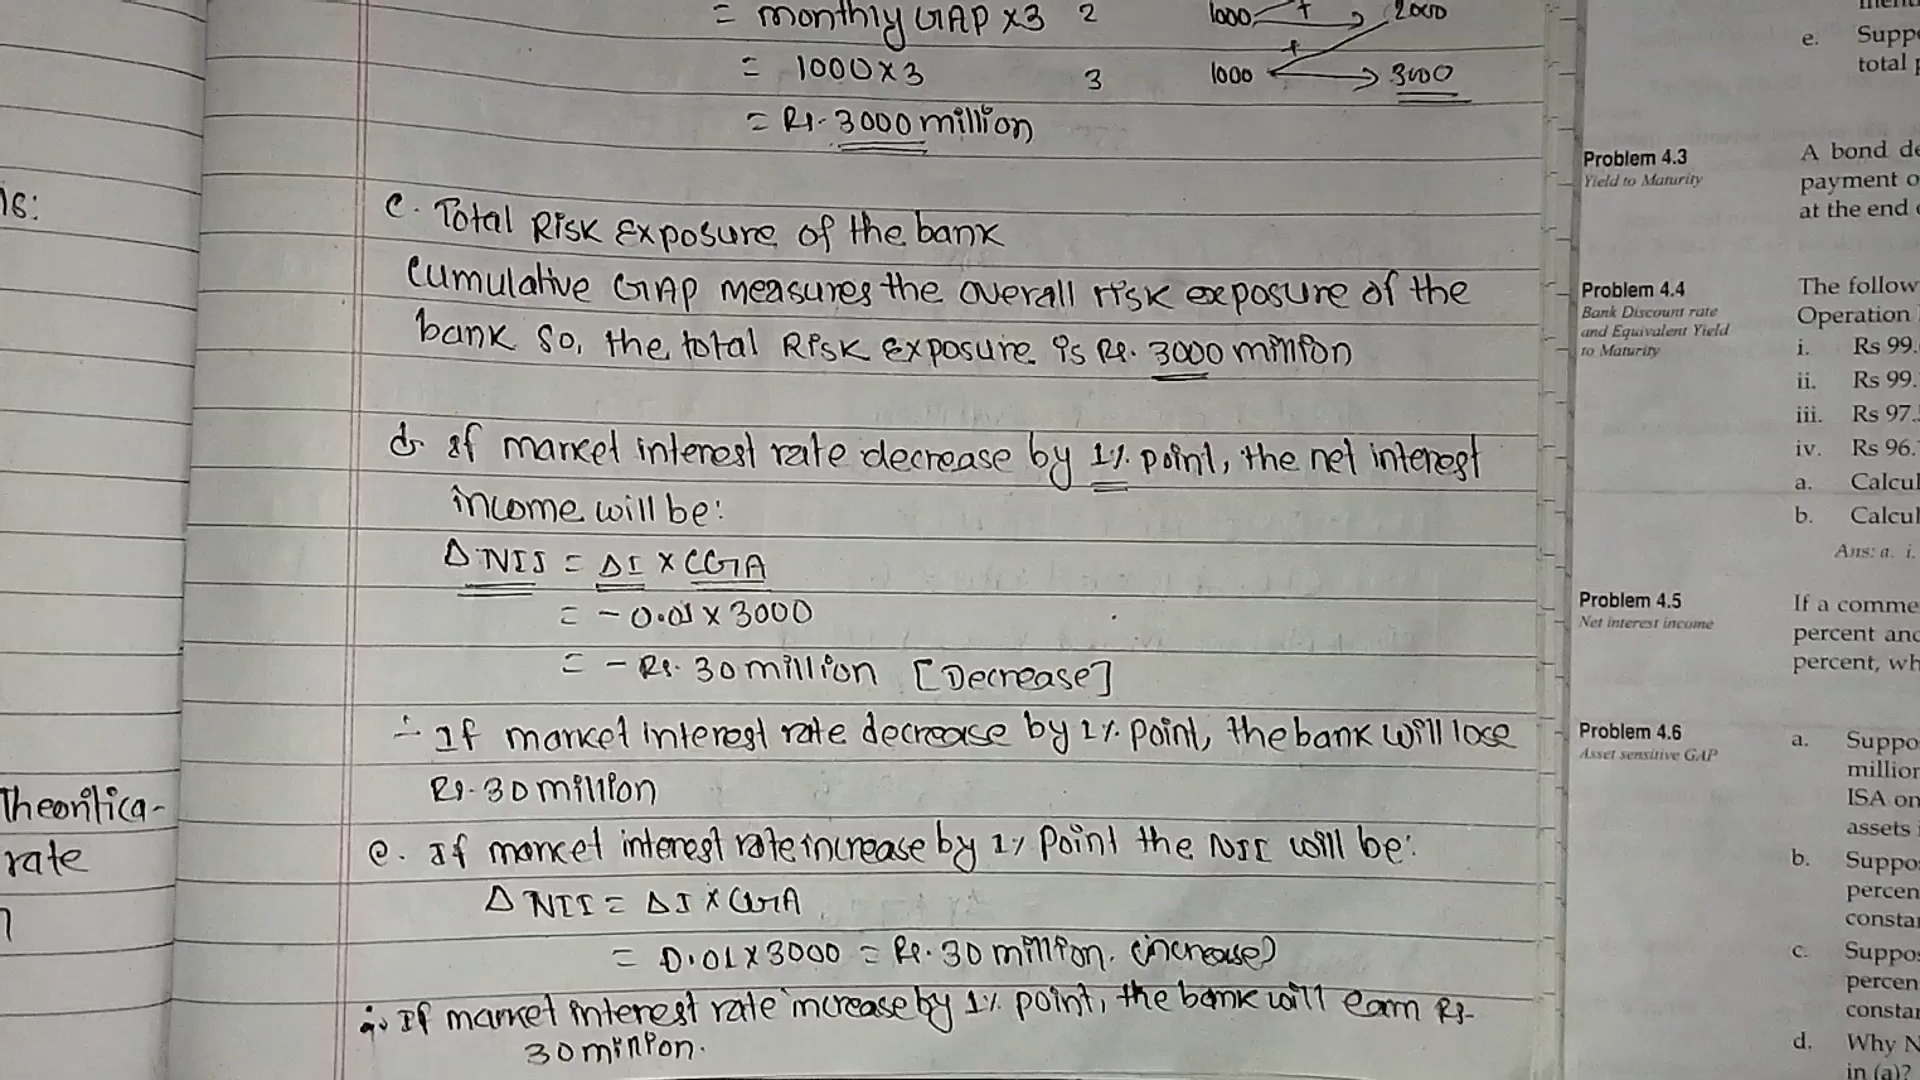 = monthly GAP x3 2 1000 + 2000
= 1000x3 3 1000 + 3000
= Rs. 3000 million
16:
c. Total Risk Exposure of the bank
Cumulative GAP measures the overall risk exposure of the
bank so, the total Risk Exposure is Rs. 3000 million
d. If market interest rate decrease by 1% point, the net interest
income will be:
Δ NII = ΔI x CGA
= - 0.01 x 3000
= - Rs. 30 million [Decrease]
∴ If market interest rate decrease by 1% point, the bank will lose
Rs. 30 million
Theoritica-
rate
e. If market interest rate increase by 1% point the NII will be:
Δ NII = ΔI x CGA
= 0.01 x 3000 = Rs. 30 million. (increase)
∴ If market interest rate increase by 1% point, the bank will earn Rs.
30 million.
e. Suppo
total p
Problem 4.3
Yield to Maturity
A bond de
payment o
at the end
Problem 4.4
Bank Discount rate
and Equivalent Yield
to Maturity
The follow
Operation
i. Rs 99.
ii. Rs 99.
iii. Rs 97.
iv. Rs 96.
a. Calcul
b. Calcul
Ans: a. i.
Problem 4.5
Net interest income
If a comme
percent and
percent, wh
Problem 4.6
Asset sensitive GAP
a. Suppo
million
ISA on
assets
b. Suppos
percen
constan
c. Suppos
percen
constan
d. Why N
in (a)?